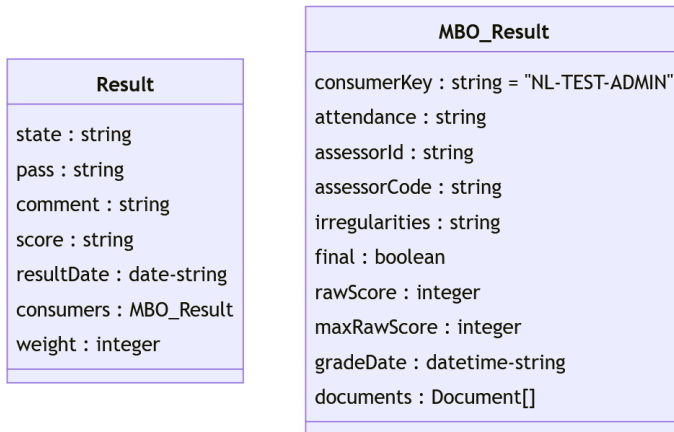 Result
state : string
pass : string
comment : string
score : string
resultDate : date-string
consumers : MBO_Result
weight : integer
MBO_Result
consumerKey : string = "NL-TEST-ADMIN"
attendance : string
assessorId : string
assessorCode : string
irregularities : string
final : boolean
rawScore : integer
maxRawScore : integer
gradeDate : datetime-string
documents : Document[]